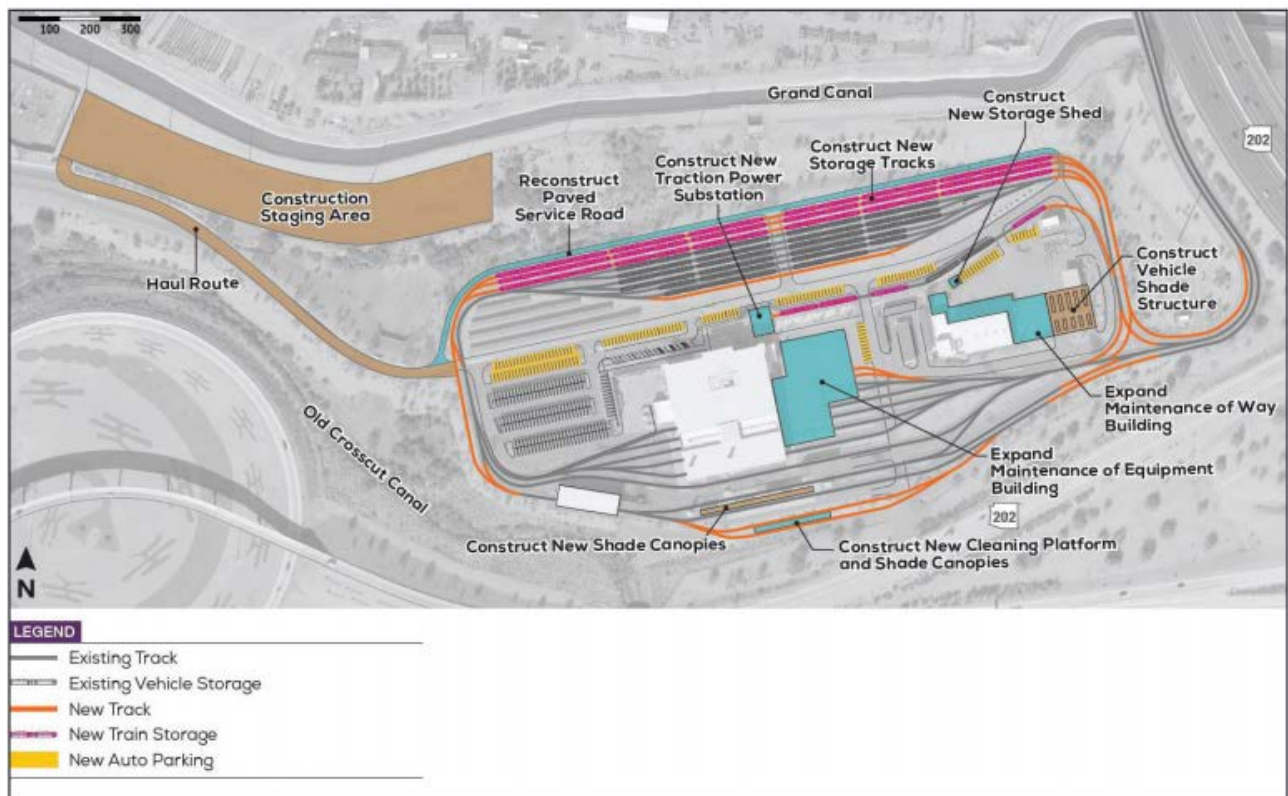 100 200 300
Grand Canal
Construct
New Storage Shed
202
Construct New
Storage Tracks
Construct New
Traction Power
Substation
Reconstruct
Paved
Service Road
Construction
Staging Area
Haul Route
Construct
Vehicle
Shade
Structure
Expand
Maintenance of Way
Building
Old Crosscut Canal
Expand
Maintenance of Equipment
Building
202
Construct New Shade Canopies
Construct New Cleaning Platform
and Shade Canopies
N
LEGEND
Existing Track
Existing Vehicle Storage
New Track
New Train Storage
New Auto Parking